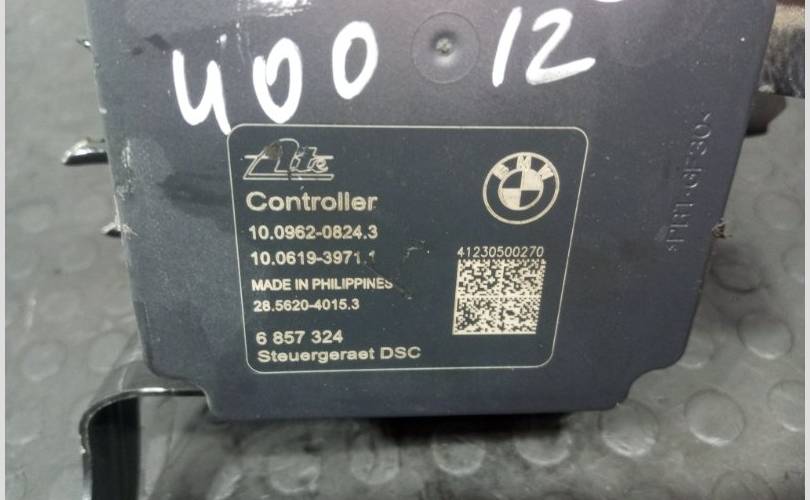 400 12
Ate
BMW
Controller
10.0962-0824.3
10.0619-3971.1
41230500270
MADE IN PHILIPPINES
28.5620-4015.3
6 857 324
Steuergeraet DSC